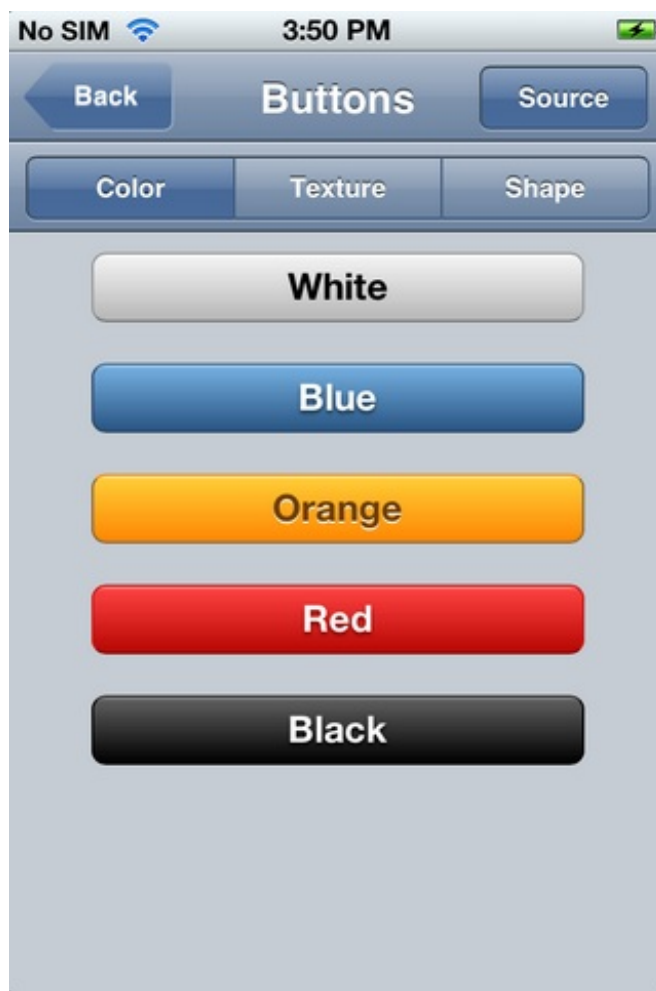 No SIM 3:50 PM
Back Buttons Source
Color Texture Shape
White
Blue
Orange
Red
Black